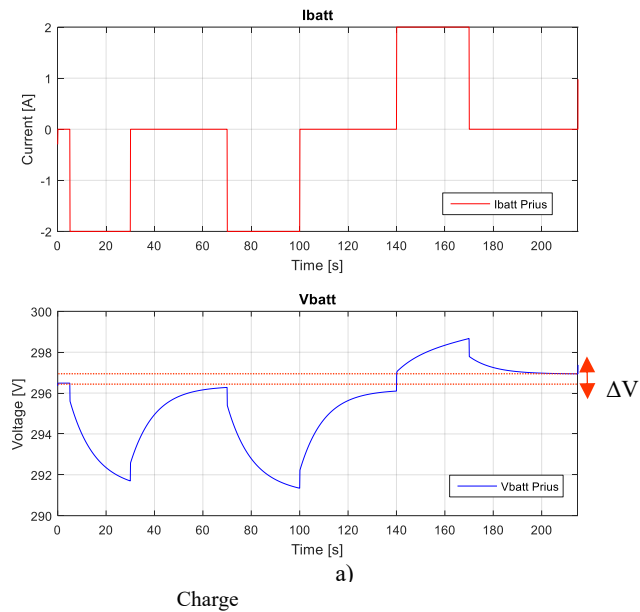 Ibatt
2
1
0
-1
-2
Current [A]
0 20 40 60 80 100 120 140 160 180 200
Time [s]
Ibatt Prius
Vbatt
300
298
296
294
292
290
Voltage [V]
ΔV
0 20 40 60 80 100 120 140 160 180 200
Time [s]
Vbatt Prius
a)
Charge